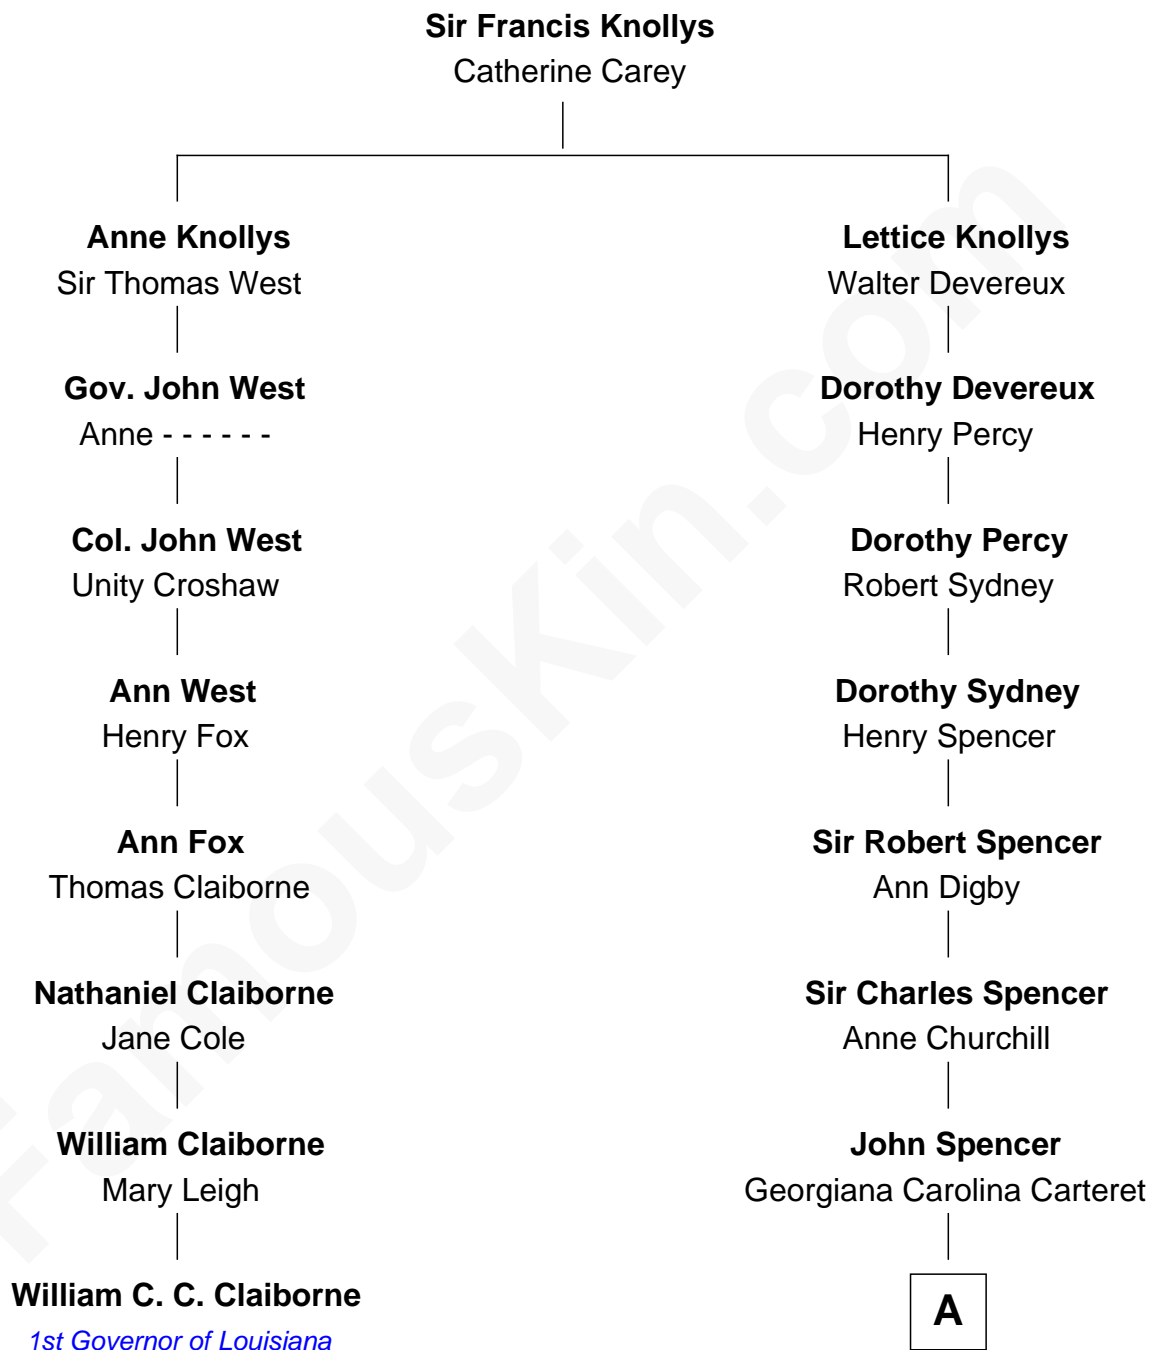 Sir Francis Knollys
Catherine Carey
Anne Knollys
Sir Thomas West
Lettice Knollys
Walter Devereux
Gov. John West
Anne - - - - - -
Dorothy Devereux
Henry Percy
Col. John West
Unity Croshaw
Dorothy Percy
Robert Sydney
Ann West
Henry Fox
Dorothy Sydney
Henry Spencer
Ann Fox
Thomas Claiborne
Sir Robert Spencer
Ann Digby
Nathaniel Claiborne
Jane Cole
Sir Charles Spencer
Anne Churchill
William Claiborne
Mary Leigh
John Spencer
Georgiana Carolina Carteret
William C. C. Claiborne
1st Governor of Louisiana
A
FamousKin.com